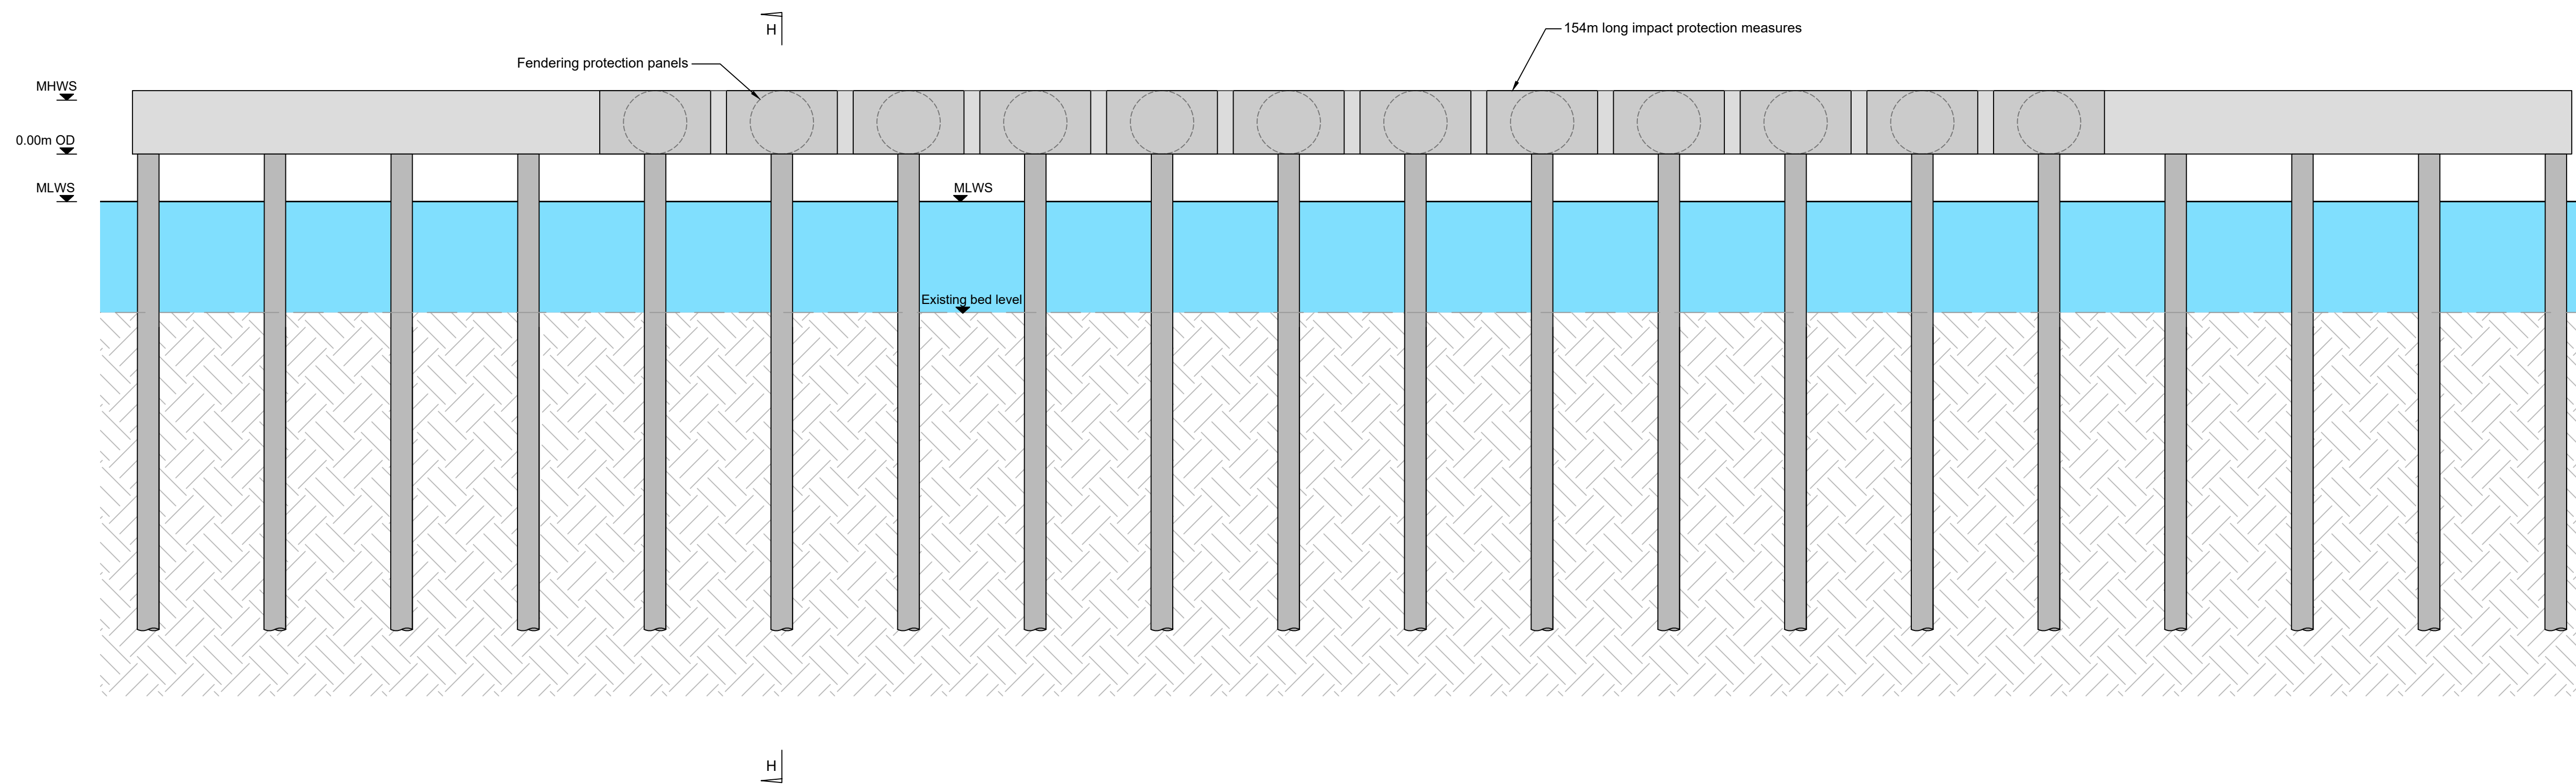 H
154m long impact protection measures
Fendering protection panels
MHWS
0.00m OD
MLWS
MLWS
Existing bed level
H